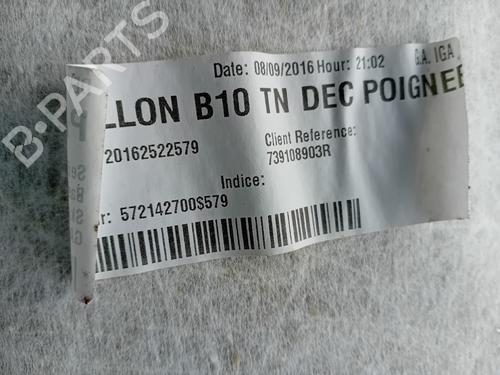 B-PARTS
Date: 08/09/2016 Hour: 21:02
G.A. IGA
LLON B10 TN DEC POIGNEE
20162522579
Client Reference:
739108903R
Indice:
r: 572142700S579